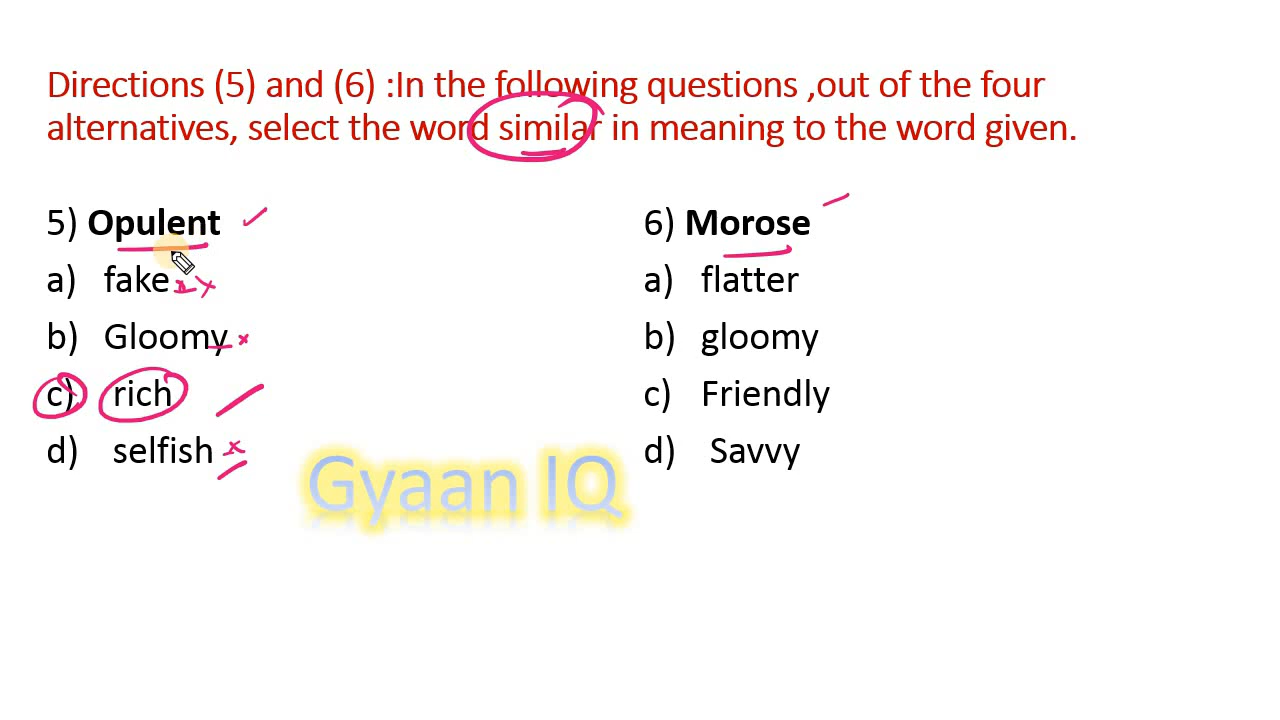 Directions (5) and (6) :In the following questions ,out of the four
alternatives, select the word similar in meaning to the word given.
5) Opulent
a) fake
b) Gloomy
c) rich
d) selfish
6) Morose
a) flatter
b) gloomy
c) Friendly
d) Savvy
Gyaan IQ